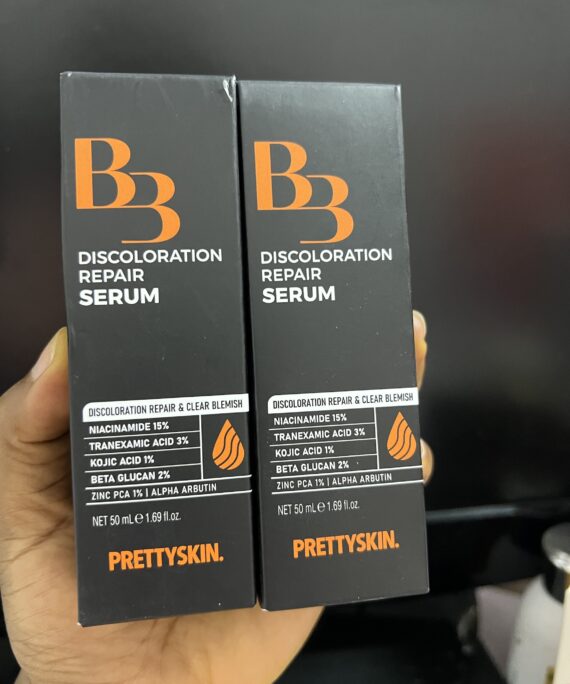 B3
DISCOLORATION
REPAIR
SERUM
DISCOLORATION REPAIR & CLEAR BLEMISH
NIACINAMIDE 15%
TRANEXAMIC ACID 3%
KOJIC ACID 1%
BETA GLUCAN 2%
ZINC PCA 1% | ALPHA ARBUTIN
NET 50 mL ℮ 1.69 fl.oz.
PRETTYSKIN.
B3
DISCOLORATION
REPAIR
SERUM
DISCOLORATION REPAIR & CLEAR BLEMISH
NIACINAMIDE 15%
TRANEXAMIC ACID 3%
KOJIC ACID 1%
BETA GLUCAN 2%
ZINC PCA 1% | ALPHA ARBUTIN
NET 50 mL ℮ 1.69 fl.oz.
PRETTYSKIN.